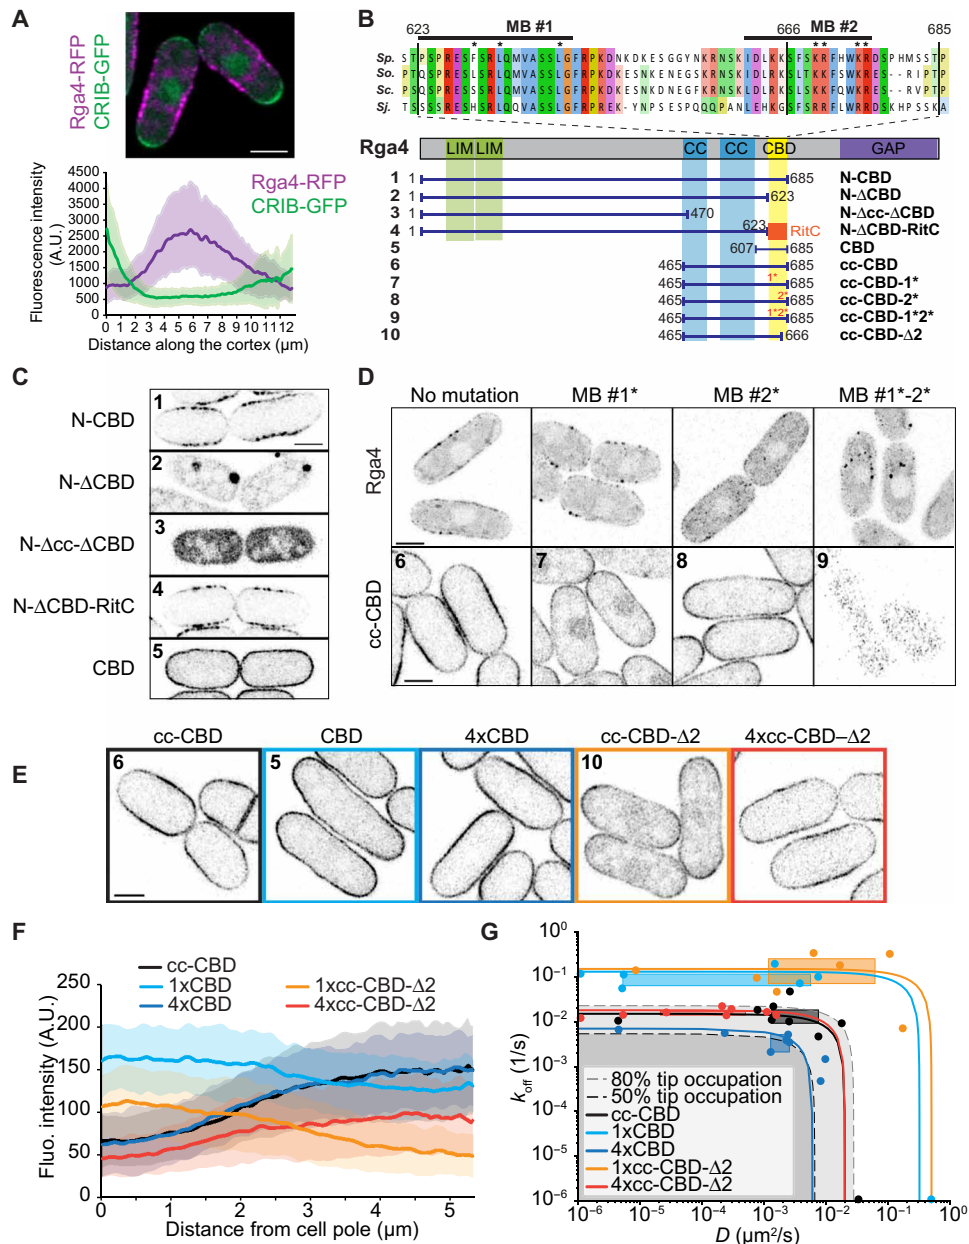 A
Rga4-RFP
CRIB-GFP
Fluorescence intensity (A.U.)
4500
4000
3500
3000
2500
2000
1500
1000
500
0
Rga4-RFP
CRIB-GFP
0 1 2 3 4 5 6 7 8 9 10 11 12
Distance along the cortex (µm)
B
623 MB #1 666 MB #2 685
* * * ** **
Sp. STPSPRESFSRLQMVASSLGFRPKDNKDKESGGYNKRNSKIDLKKSFSKKFWKRDSPHMSSP
So.
Sc.
Sj.
Rga4 LIM LIM CC CC CBD GAP
1 1 685 N-CBD
2 1 623 N-ΔCBD
3 1 470 N-Δcc-ΔCBD
4 1 623 RitC N-ΔCBD-RitC
5 607 685 CBD
6 465 685 cc-CBD
7 465 1* 685 cc-CBD-1*
8 465 2* 685 cc-CBD-2*
9 465 1*2* 685 cc-CBD-1*2*
10 465 666 cc-CBD-Δ2
C
N-CBD 1
N-ΔCBD 2
N-Δcc-ΔCBD 3
N-ΔCBD-RitC 4
CBD 5
D
No mutation MB #1* MB #2* MB #1*-2*
Rga4
cc-CBD
6 7 8 9
E
cc-CBD CBD 4xCBD cc-CBD-Δ2 4xcc-CBD–Δ2
6 5 10
F
cc-CBD
1xCBD 1xcc-CBD-Δ2
4xCBD 4xcc-CBD-Δ2
Fluo. intensity (A.U.)
250
200
150
100
50
0
0 1 2 3 4 5
Distance from cell pole (µm)
G
koff (1/s)
10⁰
10⁻¹
10⁻²
10⁻³
10⁻⁴
10⁻⁵
10⁻⁶
80% tip occupation
50% tip occupation
cc-CBD
1xCBD
4xCBD
1xcc-CBD-Δ2
4xcc-CBD-Δ2
10⁻⁶ 10⁻⁵ 10⁻⁴ 10⁻³ 10⁻² 10⁻¹ 10⁰
D (µm²/s)